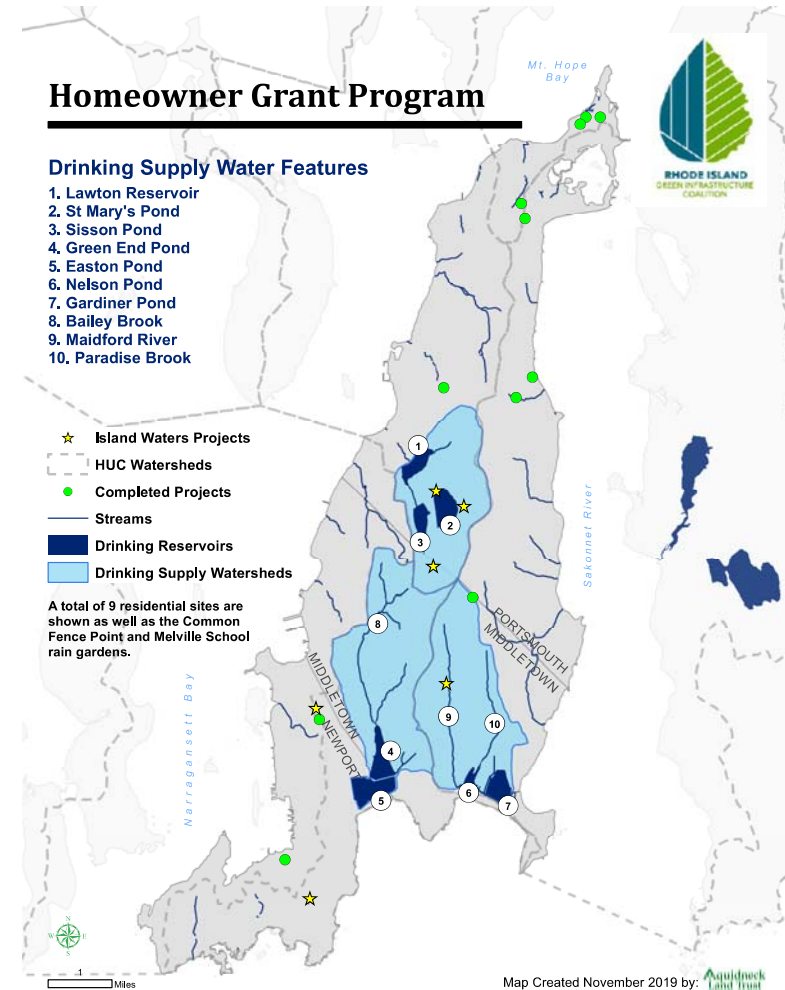 Mt. Hope
Bay
Homeowner Grant Program
RHODE ISLAND
GREEN INFRASTRUCTURE
COALITION
Drinking Supply Water Features
1. Lawton Reservoir
2. St Mary's Pond
3. Sisson Pond
4. Green End Pond
5. Easton Pond
6. Nelson Pond
7. Gardiner Pond
8. Bailey Brook
9. Maidford River
10. Paradise Brook
Island Waters Projects
HUC Watersheds
Completed Projects
Streams
Drinking Reservoirs
Drinking Supply Watersheds
A total of 9 residential sites are
shown as well as the Common
Fence Point and Melville School
rain gardens.
1
2
3
Sakonnet River
8
PORTSMOUTH
MIDDLETOWN
MIDDLETOWN
NEWPORT
Narragansett Bay
9
10
4
5
6
7
N
W E
S
1
Miles
Map Created November 2019 by:
Aquidneck
Land Trust